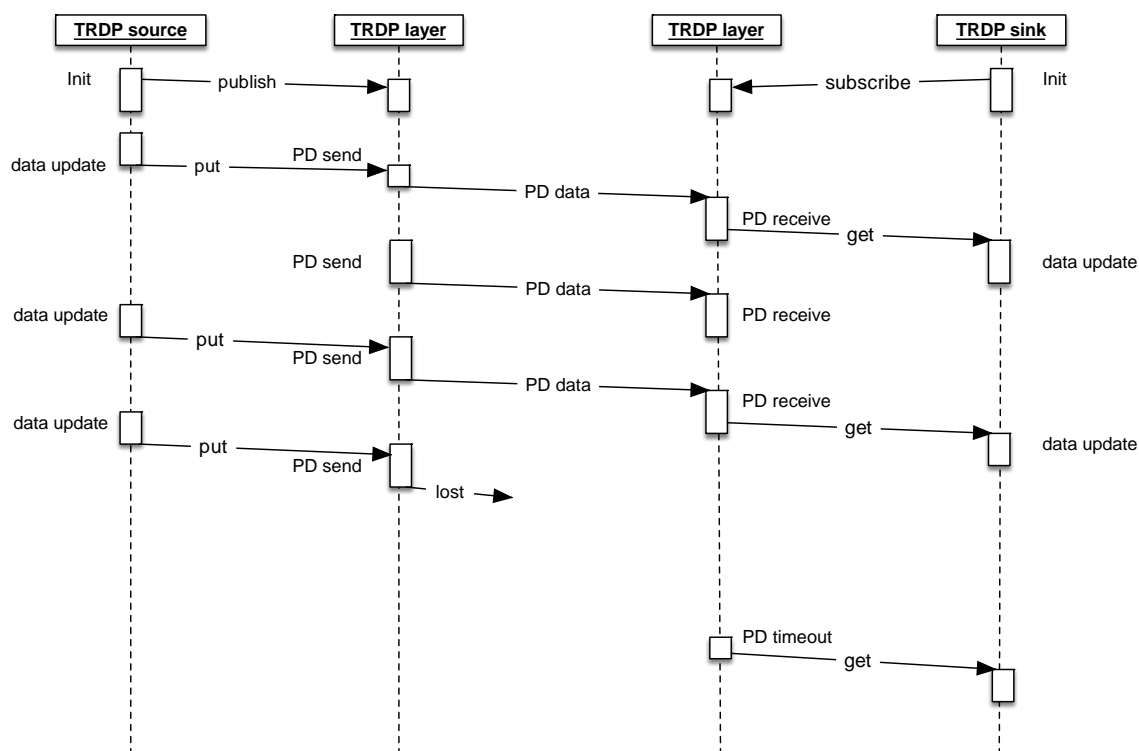 TRDP source
TRDP layer
TRDP layer
TRDP sink
Init
publish
subscribe
Init
data update
put
PD send
PD data
PD receive
get
data update
PD send
PD data
PD receive
data update
put
PD send
PD data
PD receive
get
data update
data update
put
PD send
lost
PD timeout
get